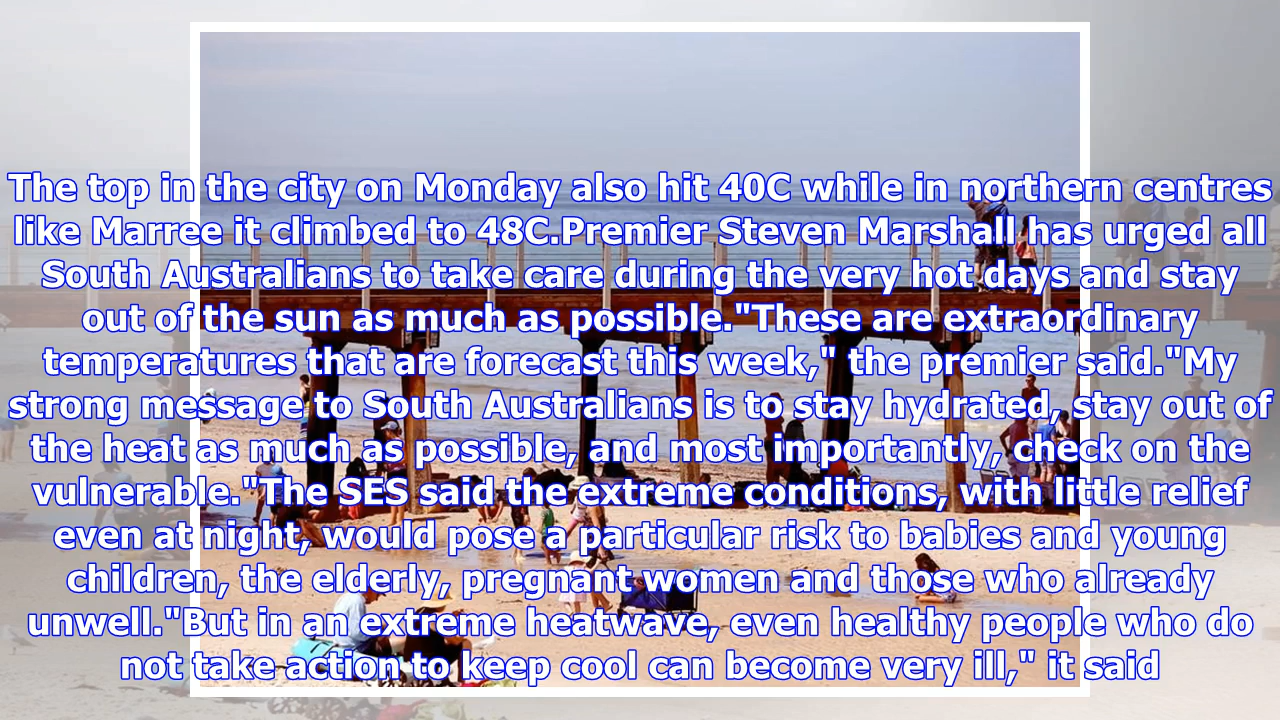 The top in the city on Monday also hit 40C while in northern centres
like Marree it climbed to 48C.Premier Steven Marshall has urged all
South Australians to take care during the very hot days and stay
out of the sun as much as possible."These are extraordinary
temperatures that are forecast this week," the premier said."My
strong message to South Australians is to stay hydrated, stay out of
the heat as much as possible, and most importantly, check on the
vulnerable."The SES said the extreme conditions, with little relief
even at night, would pose a particular risk to babies and young
children, the elderly, pregnant women and those who already
unwell."But in an extreme heatwave, even healthy people who do
not take action to keep cool can become very ill," it said